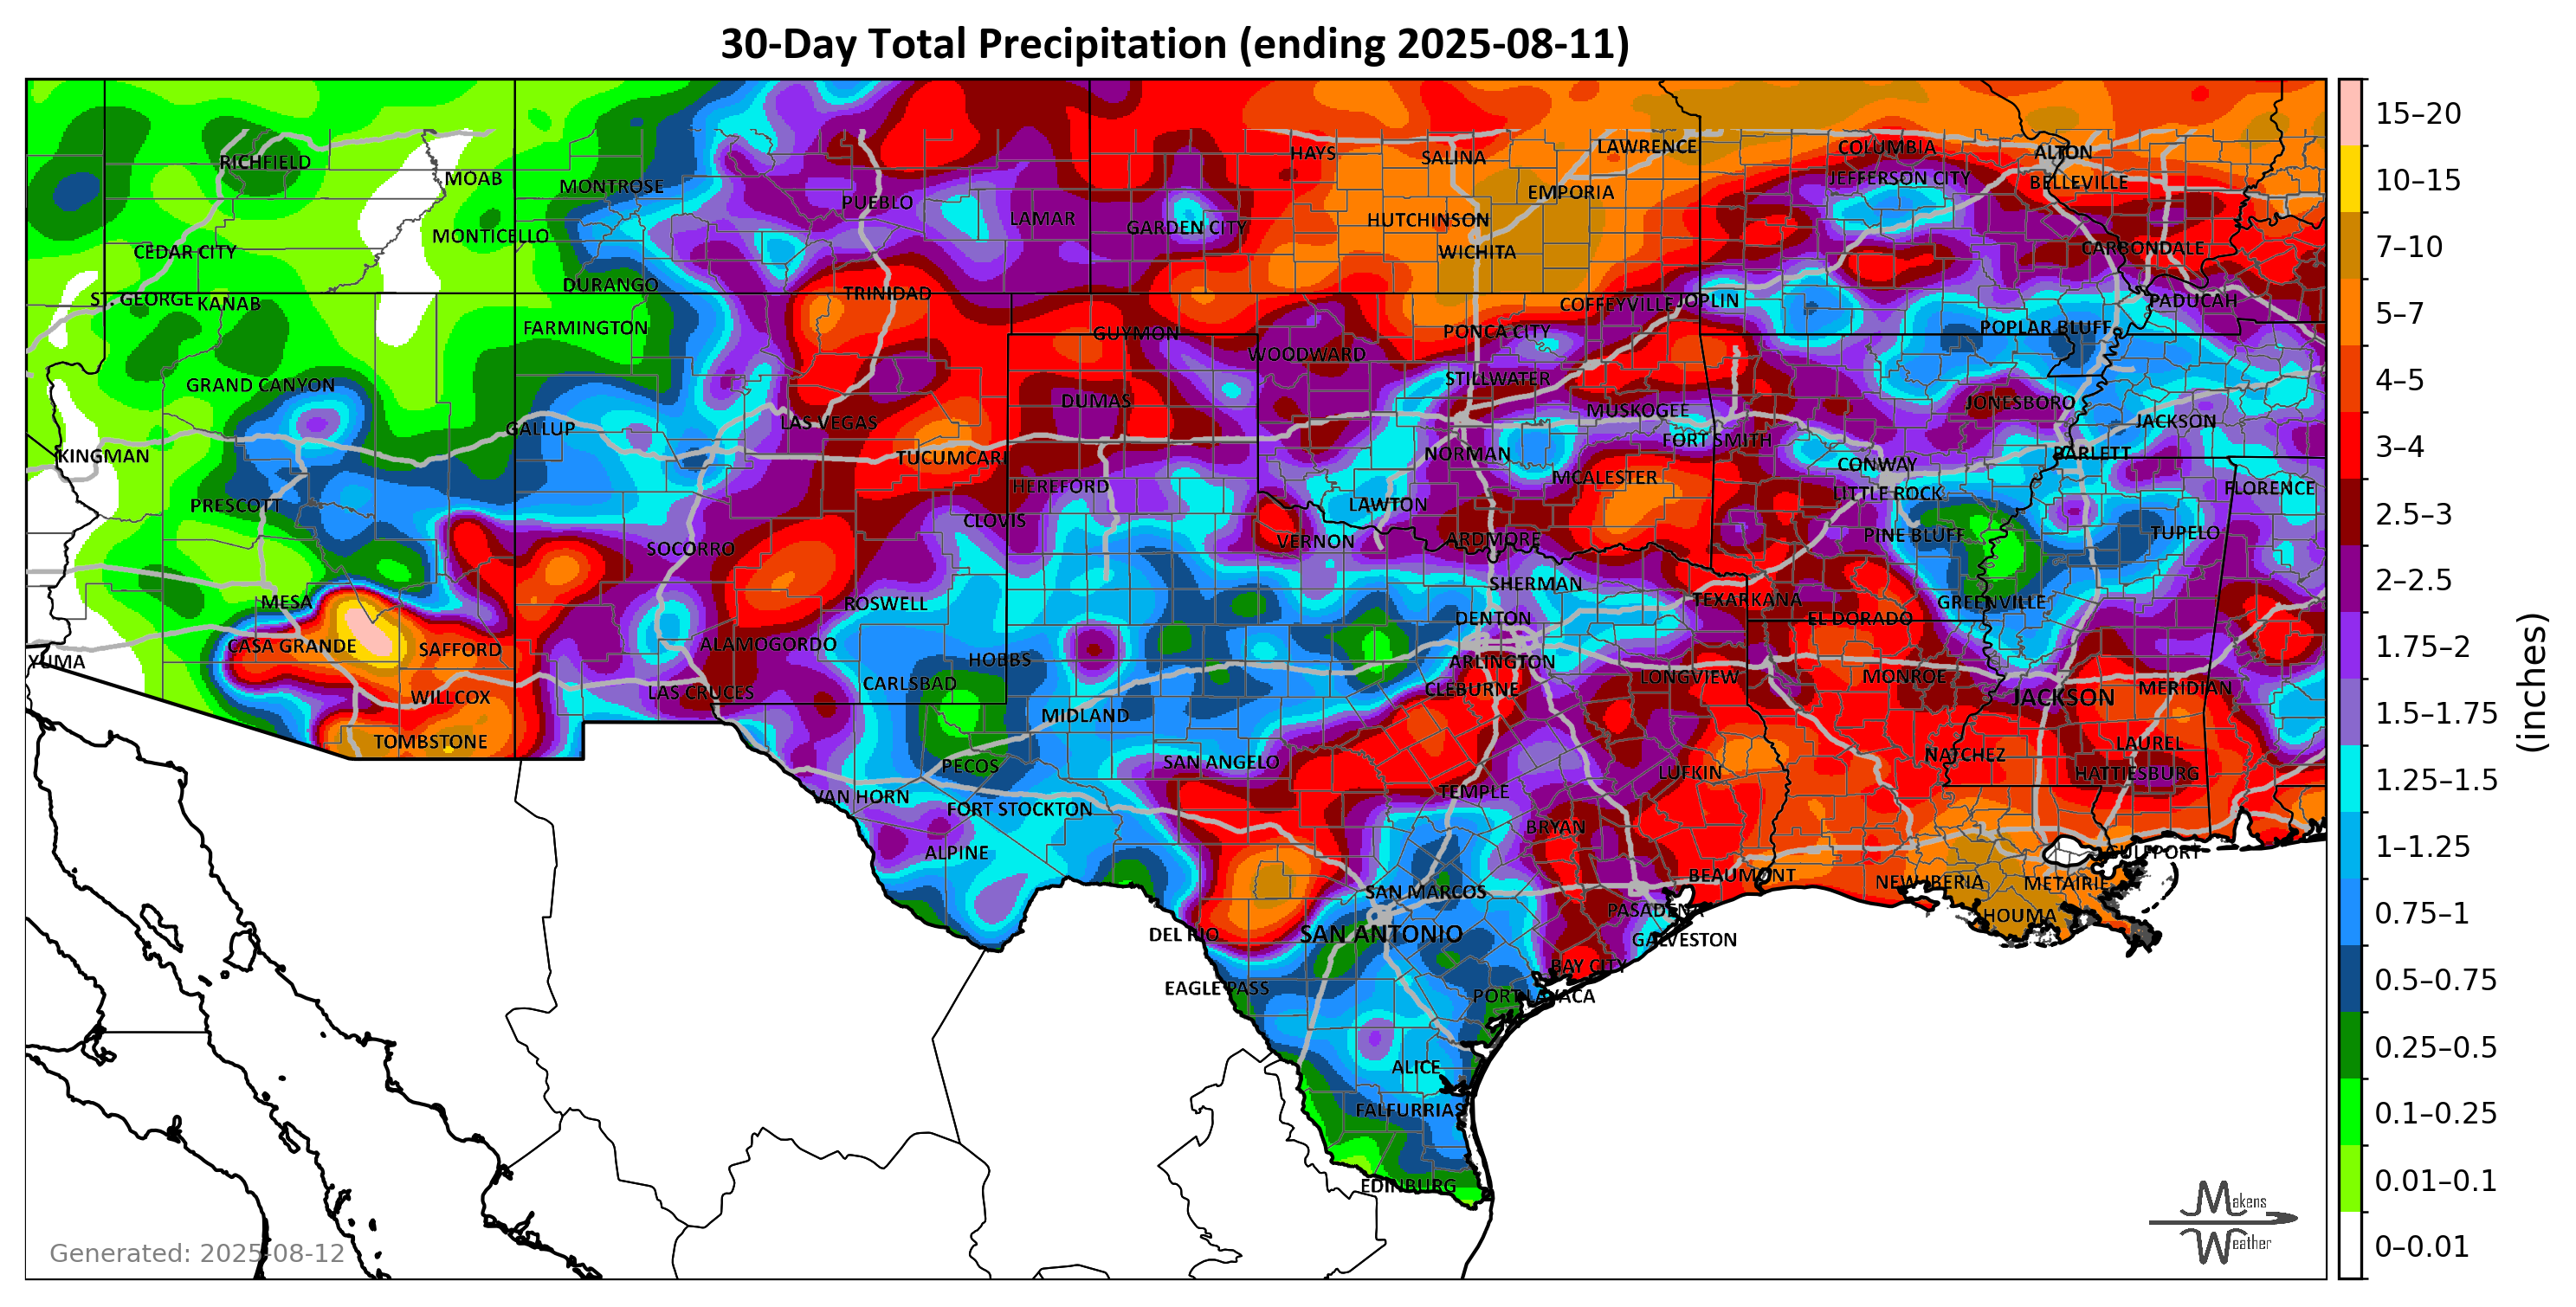 30-Day Total Precipitation (ending 2025-08-11)
HAYS
SALINA
LAWRENCE
COLUMBIA
ALTON
RICHFIELD
MOAB
MONTROSE
EMPORIA
JEFFERSON CITY
BELLEVILLE
PUEBLO
LAMAR
GARDEN CITY
HUTCHINSON
MONTICELLO
CEDAR CITY
WICHITA
CARBONDALE
DURANGO
TRINIDAD
ST. GEORGE
KANAB
COFFEYVILLE
JOPLIN
PADUCAH
FARMINGTON
GUYMON
PONCA CITY
POPLAR BLUFF
WOODWARD
GRAND CANYON
STILLWATER
DUMAS
MUSKOGEE
JONESBORO
LAS VEGAS
GALLUP
FORT SMITH
JACKSON
KINGMAN
TUCUMCARI
NORMAN
BARLETT
CONWAY
MCALESTER
HEREFORD
LITTLE ROCK
FLORENCE
PRESCOTT
LAWTON
CLOVIS
PINE BLUFF
TUPELO
SOCORRO
VERNON
ARDMORE
SHERMAN
MESA
ROSWELL
TEXARKANA
GREENVILLE
DENTON
EL DORADO
CASA GRANDE
SAFFORD
ALAMOGORDO
HOBBS
ARLINGTON
YUMA
LONGVIEW
MONROE
CARLSBAD
CLEBURNE
MERIDIAN
WILLCOX
LAS CRUCES
JACKSON
MIDLAND
TOMBSTONE
LAUREL
NATCHEZ
PECOS
SAN ANGELO
LUFKIN
HATTIESBURG
VAN HORN
TEMPLE
FORT STOCKTON
BRYAN
ALPINE
GULFPORT
BEAUMONT
NEW IBERIA
METAIRIE
SAN MARCOS
PASADENA
HOUMA
DEL RIO
SAN ANTONIO
GALVESTON
BAY CITY
EAGLE PASS
PORT LAVACA
ALICE
FALFURRIAS
EDINBURG
Generated: 2025-08-12
Makens
Weather
15–20
10–15
7–10
5–7
4–5
3–4
2.5–3
2–2.5
1.75–2
1.5–1.75
1.25–1.5
1–1.25
0.75–1
0.5–0.75
0.25–0.5
0.1–0.25
0.01–0.1
0–0.01
(inches)